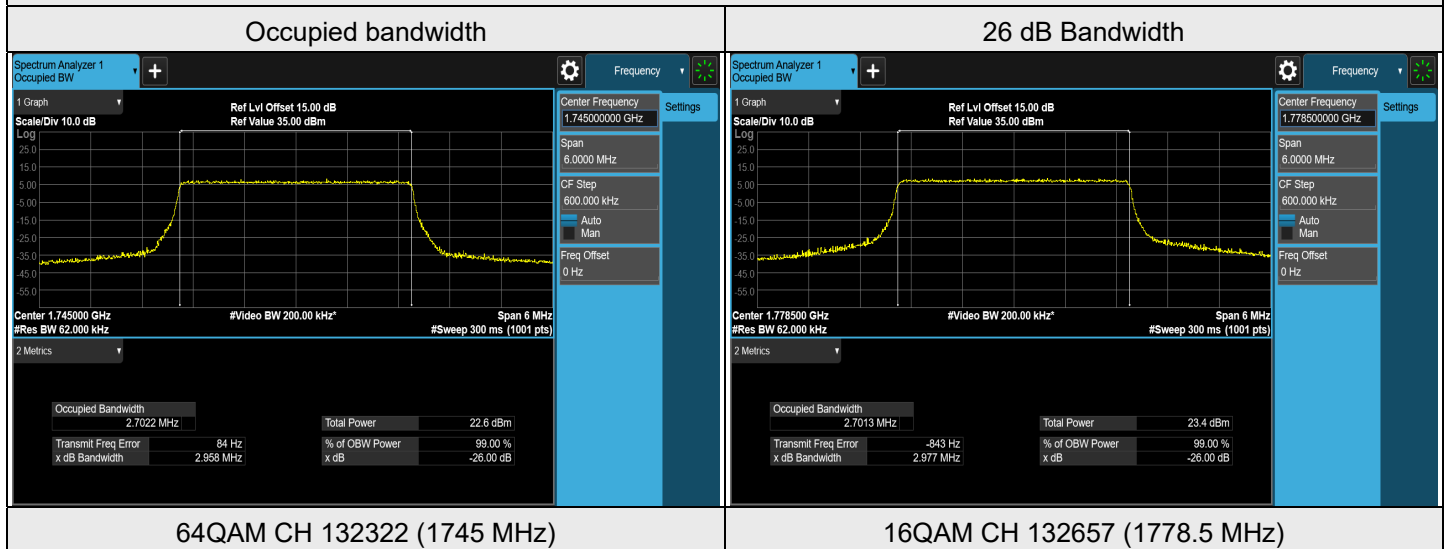 Occupied bandwidth
26 dB Bandwidth
Spectrum Analyzer 1
Occupied BW
+
Frequency
1 Graph
Ref Lvl Offset 15.00 dB
Scale/Div 10.0 dB
Ref Value 35.00 dBm
Log
25.0
15.0
5.00
-5.00
-15.0
-25.0
-35.0
-45.0
-55.0
Center 1.745000 GHz
#Video BW 200.00 kHz*
Span 6 MHz
#Res BW 62.000 kHz
#Sweep 300 ms (1001 pts)
Center Frequency
1.745000000 GHz
Settings
Span
6.0000 MHz
CF Step
600.000 kHz
Auto
Man
Freq Offset
0 Hz
2 Metrics
Occupied Bandwidth
2.7022 MHz
Total Power 22.6 dBm
Transmit Freq Error 84 Hz
% of OBW Power 99.00 %
x dB Bandwidth 2.958 MHz
x dB -26.00 dB
Spectrum Analyzer 1
Occupied BW
+
Frequency
1 Graph
Ref Lvl Offset 15.00 dB
Scale/Div 10.0 dB
Ref Value 35.00 dBm
Log
25.0
15.0
5.00
-5.00
-15.0
-25.0
-35.0
-45.0
-55.0
Center 1.778500 GHz
#Video BW 200.00 kHz*
Span 6 MHz
#Res BW 62.000 kHz
#Sweep 300 ms (1001 pts)
Center Frequency
1.778500000 GHz
Settings
Span
6.0000 MHz
CF Step
600.000 kHz
Auto
Man
Freq Offset
0 Hz
2 Metrics
Occupied Bandwidth
2.7013 MHz
Total Power 23.4 dBm
Transmit Freq Error -843 Hz
% of OBW Power 99.00 %
x dB Bandwidth 2.977 MHz
x dB -26.00 dB
64QAM CH 132322 (1745 MHz)
16QAM CH 132657 (1778.5 MHz)